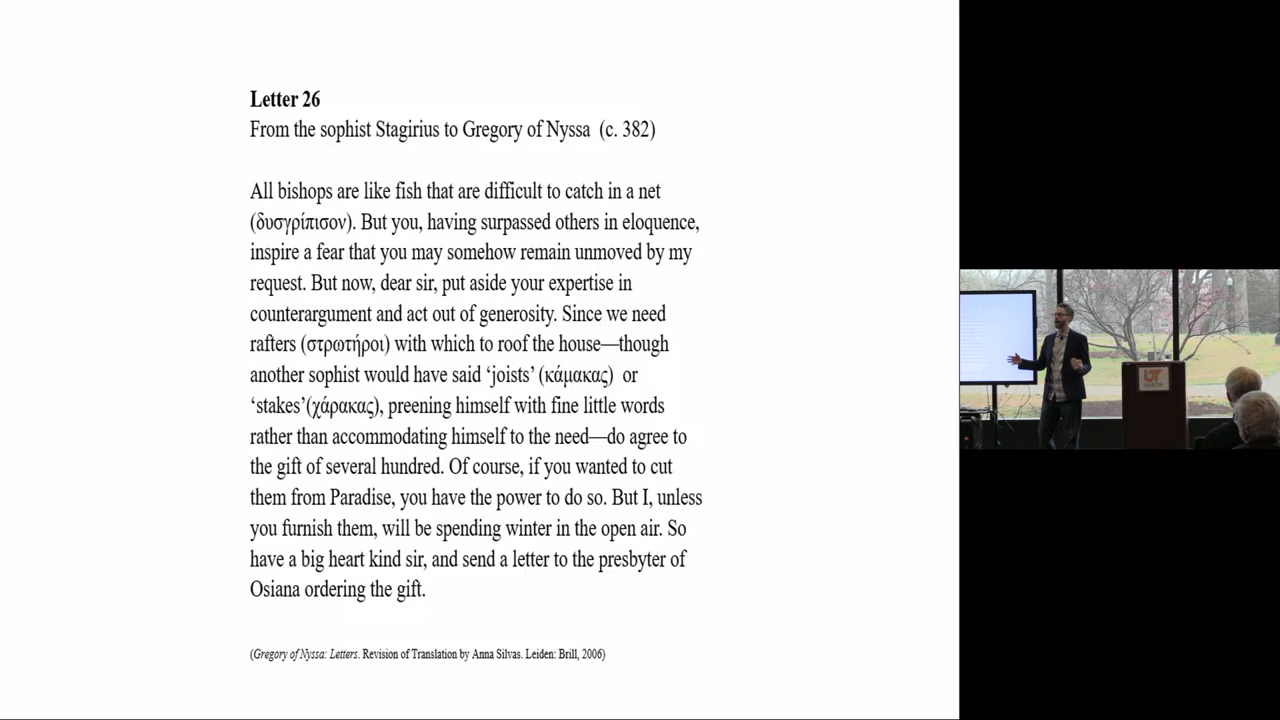 Letter 26
From the sophist Stagirius to Gregory of Nyssa (c. 382)
All bishops are like fish that are difficult to catch in a net
(δυσγρίπισον). But you, having surpassed others in eloquence,
inspire a fear that you may somehow remain unmoved by my
request. But now, dear sir, put aside your expertise in
counterargument and act out of generosity. Since we need
rafters (στρωτήροι) with which to roof the house—though
another sophist would have said ‘joists’ (κάμακας) or
‘stakes’(χάρακας), preening himself with fine little words
rather than accommodating himself to the need—do agree to
the gift of several hundred. Of course, if you wanted to cut
them from Paradise, you have the power to do so. But I, unless
you furnish them, will be spending winter in the open air. So
have a big heart kind sir, and send a letter to the presbyter of
Osiana ordering the gift.
(Gregory of Nyssa: Letters. Revision of Translation by Anna Silvas. Leiden: Brill, 2006)
UT
MARTIN